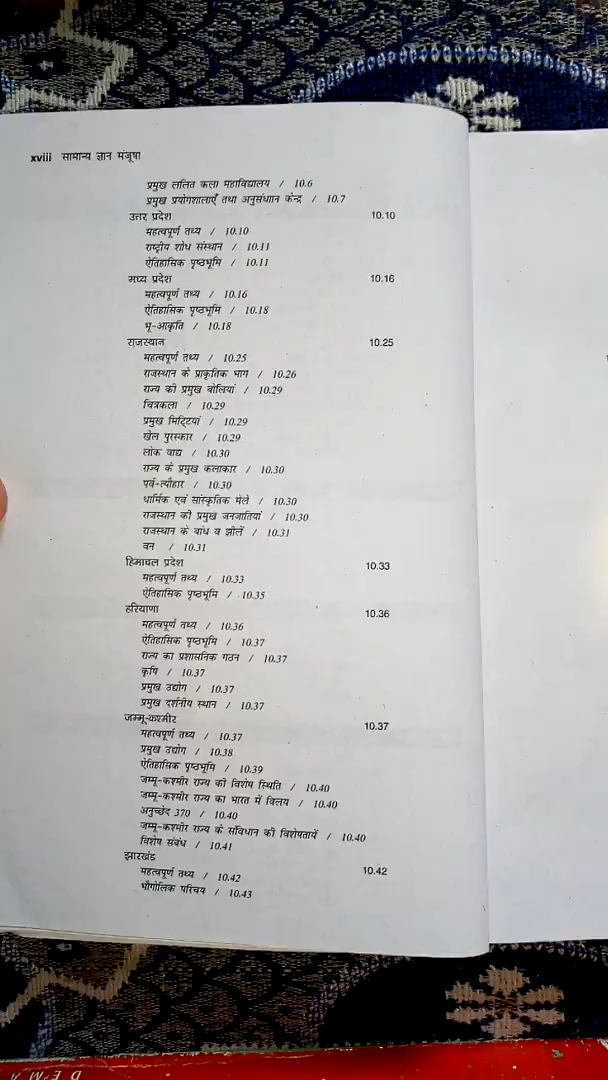 xviii सामान्य ज्ञान मंजूषा
प्रमुख ललित कला महाविद्यालय / 10.6
प्रमुख प्रयोगशालाएँ तथा अनुसंधाान केन्द्र / 10.7
उत्तर प्रदेश 10.10
महत्वपूर्ण तथ्य / 10.10
राष्ट्रीय शोध संस्थान / 10.11
ऐतिहासिक पृष्ठभूमि / 10.11
मध्य प्रदेश 10.16
महत्वपूर्ण तथ्य / 10.16
ऐतिहासिक पृष्ठभूमि / 10.18
भू-आकृति / 10.18
राजस्थान 10.25
महत्वपूर्ण तथ्य / 10.25
राजस्थान के प्राकृतिक भाग / 10.26
राज्य की प्रमुख बोलियां / 10.29
चित्रकला / 10.29
प्रमुख मिट्टियां / 10.29
खेल पुरस्कार / 10.29
लोक वाद्य / 10.30
राज्य के प्रमुख कलाकार / 10.30
पर्व-त्यौहार / 10.30
धार्मिक एवं सांस्कृतिक मेले / 10.30
राजस्थान की प्रमुख जनजातियां / 10.30
राजस्थान के बांध व झीलें / 10.31
वन / 10.31
हिमाचल प्रदेश 10.33
महत्वपूर्ण तथ्य / 10.33
ऐतिहासिक पृष्ठभूमि / 10.35
हरियाणा 10.36
महत्वपूर्ण तथ्य / 10.36
ऐतिहासिक पृष्ठभूमि / 10.37
राज्य का प्रशासनिक गठन / 10.37
कृषि / 10.37
प्रमुख उद्योग / 10.37
प्रमुख दर्शनीय स्थान / 10.37
जम्मू-कश्मीर 10.37
महत्वपूर्ण तथ्य / 10.37
प्रमुख उद्योग / 10.38
ऐतिहासिक पृष्ठभूमि / 10.39
जम्मू-कश्मीर राज्य की विशेष स्थिति / 10.40
जम्मू-कश्मीर राज्य का भारत में विलय / 10.40
अनुच्छेद 370 / 10.40
जम्मू-कश्मीर राज्य के संविधान की विशेषतायें / 10.40
विशेष संबंध / 10.41
झारखंड 10.42
महत्वपूर्ण तथ्य / 10.42
भौगोलिक परिचय / 10.43